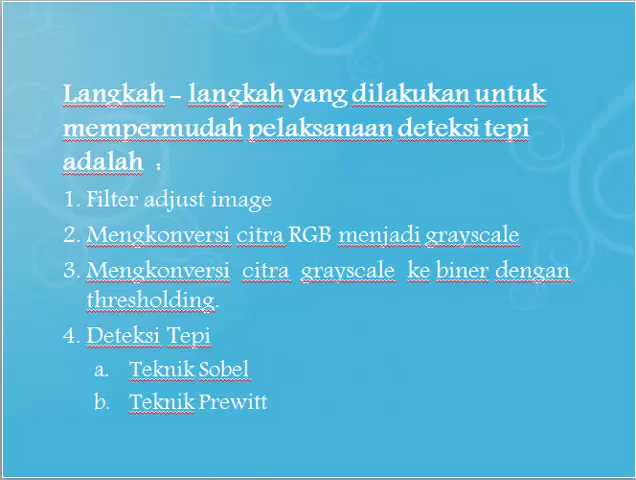 Langkah – langkah yang dilakukan untuk
mempermudah pelaksanaan deteksi tepi
adalah :
1. Filter adjust image
2. Mengkonversi citra RGB menjadi grayscale
3. Mengkonversi citra grayscale ke biner dengan
thresholding.
4. Deteksi Tepi
a. Teknik Sobel
b. Teknik Prewitt